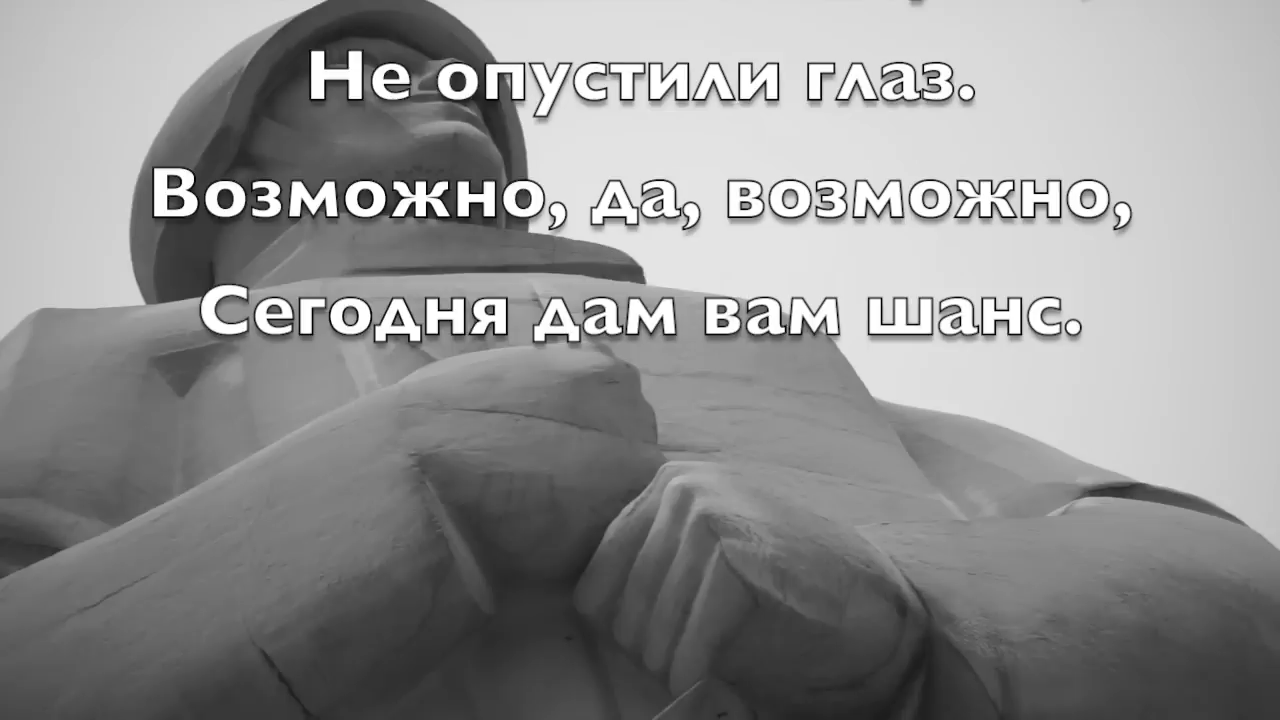 Не опустили глаз.
Возможно, да, возможно,
Сегодня дам вам шанс.